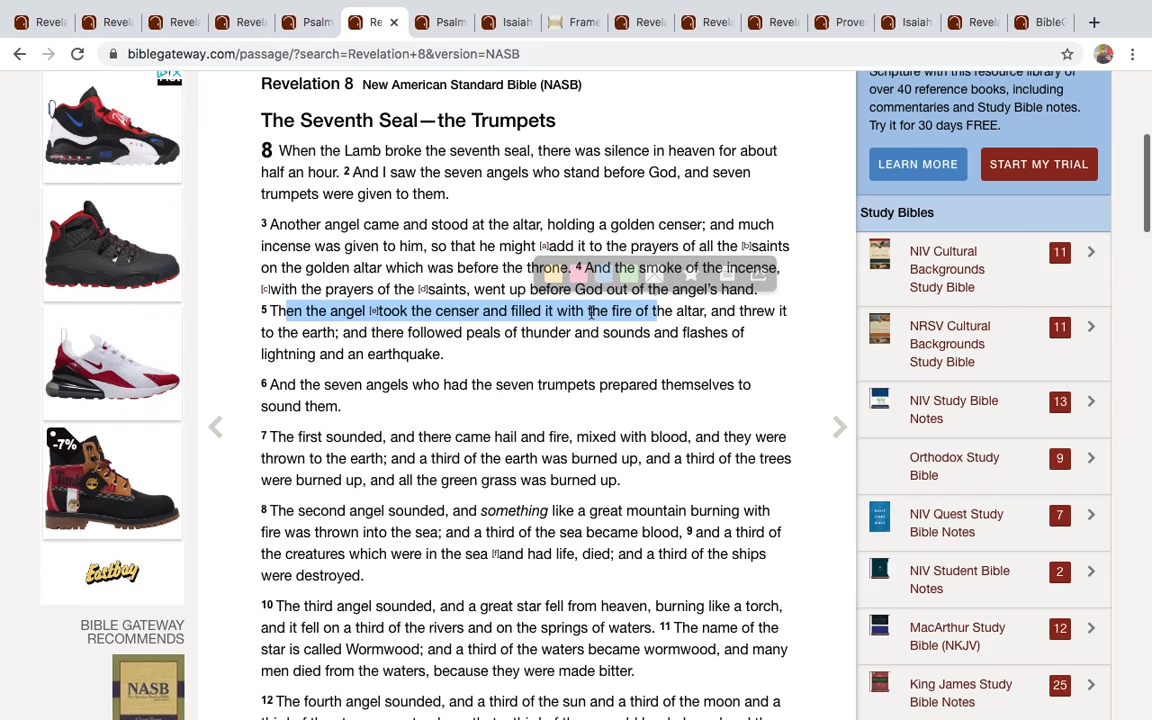 Revela
Revel
Revela
Revela
Psalm
Re
Psalm
Isaiah
Frame
Revela
Revela
Revela
Prove
Isaiah
Revela
BibleC
biblegateway.com/passage/?search=Revelation+8&version=NASB
Revelation 8 New American Standard Bible (NASB)
The Seventh Seal—the Trumpets
8 When the Lamb broke the seventh seal, there was silence in heaven for about
half an hour. 2 And I saw the seven angels who stand before God, and seven
trumpets were given to them.
3 Another angel came and stood at the altar, holding a golden censer; and much
incense was given to him, so that he might [a]add it to the prayers of all the [b]saints
on the golden altar which was before the throne. 4 And the smoke of the incense,
[c]with the prayers of the [d]saints, went up before God out of the angel's hand.
5 Then the angel [e]took the censer and filled it with the fire of the altar, and threw it
to the earth; and there followed peals of thunder and sounds and flashes of
lightning and an earthquake.
6 And the seven angels who had the seven trumpets prepared themselves to
sound them.
7 The first sounded, and there came hail and fire, mixed with blood, and they were
thrown to the earth; and a third of the earth was burned up, and a third of the trees
were burned up, and all the green grass was burned up.
8 The second angel sounded, and something like a great mountain burning with
fire was thrown into the sea; and a third of the sea became blood, 9 and a third of
the creatures which were in the sea [f]and had life, died; and a third of the ships
were destroyed.
10 The third angel sounded, and a great star fell from heaven, burning like a torch,
and it fell on a third of the rivers and on the springs of waters. 11 The name of the
star is called Wormwood; and a third of the waters became wormwood, and many
men died from the waters, because they were made bitter.
12 The fourth angel sounded, and a third of the sun and a third of the moon and a
-7%
Eastbay
BIBLE GATEWAY
RECOMMENDS
NASB
Scripture with this resource library of
over 40 reference books, including
commentaries and Study Bible notes.
Try it for 30 days FREE.
LEARN MORE
START MY TRIAL
Study Bibles
NIV Cultural
Backgrounds
Study Bible
11
NRSV Cultural
Backgrounds
Study Bible
11
NIV Study Bible
Notes
13
Orthodox Study
Bible
9
NIV Quest Study
Bible Notes
7
NIV Student Bible
Notes
2
MacArthur Study
Bible (NKJV)
12
King James Study
Bible Notes
25